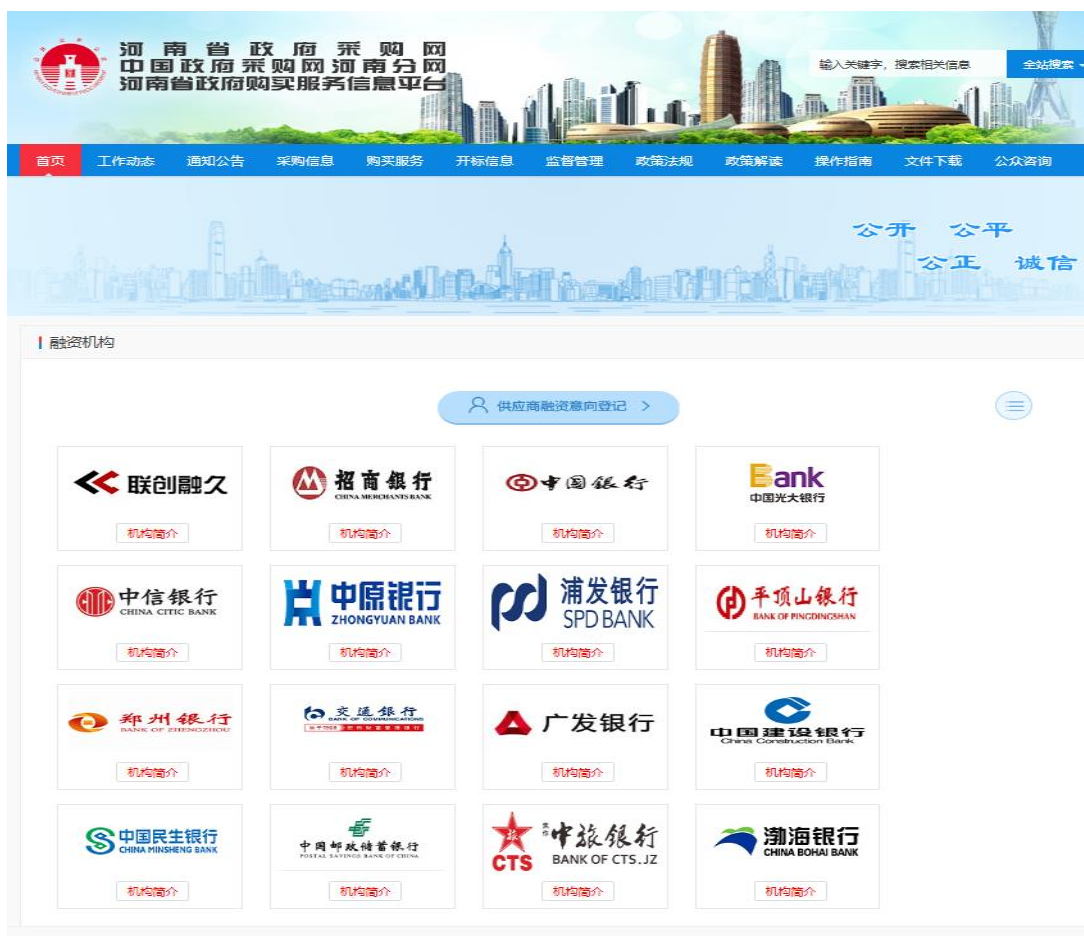 河南省政府采购网
中国政府采购网河南分网
河南省政府购买服务信息平台
输入关键字，搜索相关信息 全站搜索
首页 工作动态 通知公告 采购信息 购买服务 开标信息 监督管理 政策法规 政策解读 操作指南 文件下载 公众咨询
公开 公平
公正 诚信
融资机构
供应商融资意向登记 >
联创融久
机构简介
招商银行
CHINA MERCHANTS BANK
机构简介
中国银行
机构简介
Bank
中国光大银行
机构简介
中信银行
CHINA CITIC BANK
机构简介
中原银行
ZHONGYUAN BANK
机构简介
浦发银行
SPD BANK
机构简介
平顶山银行
BANK OF PINGDINGSHAN
机构简介
郑州银行
BANK OF ZHENGZHOU
机构简介
交通银行
BANK OF COMMUNICATIONS
机构简介
广发银行
机构简介
中国建设银行
China Construction Bank
机构简介
中国民生银行
CHINA MINSHENG BANK
机构简介
中国邮政储蓄银行
POSTAL SAVINGS BANK OF CHINA
机构简介
旅
CTS
焦作中旅银行
BANK OF CTS.JZ
机构简介
渤海银行
CHINA BOHAI BANK
机构简介